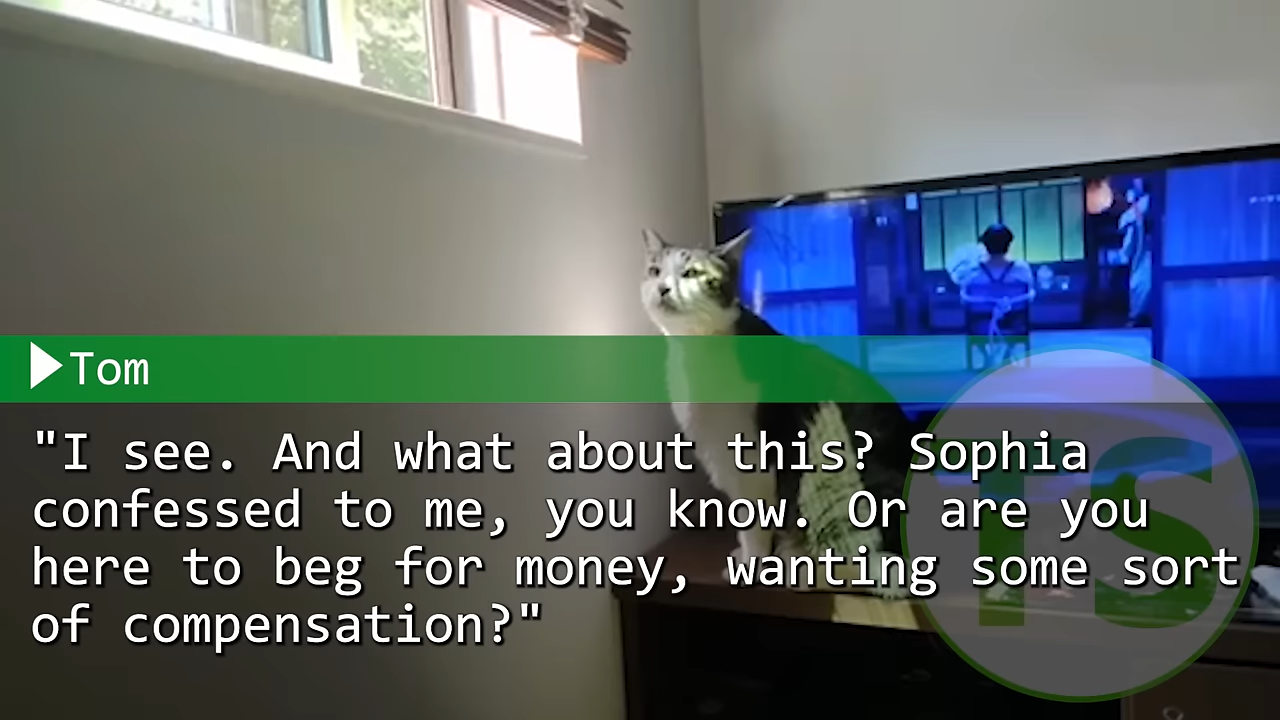 Tom
"I see. And what about this? Sophia
confessed to me, you know. Or are you
here to beg for money, wanting some sort
of compensation?"
TS